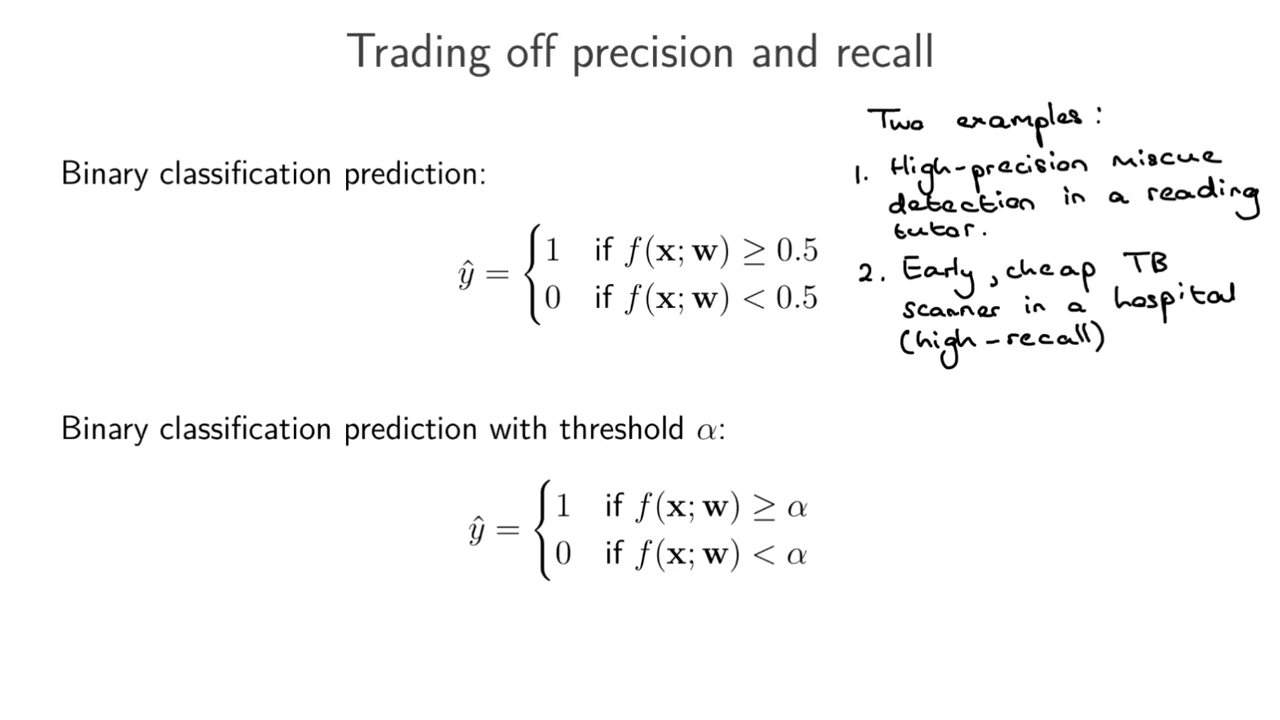 Trading off precision and recall
Binary classification prediction:
ŷ = { 1 if f(x; w) ≥ 0.5
0 if f(x; w) < 0.5
Two examples:
1. High-precision miscue
detection in a reading
tutor.
2. Early, cheap TB
scanner in a hospital
(high-recall)
Binary classification prediction with threshold α:
ŷ = { 1 if f(x; w) ≥ α
0 if f(x; w) < α